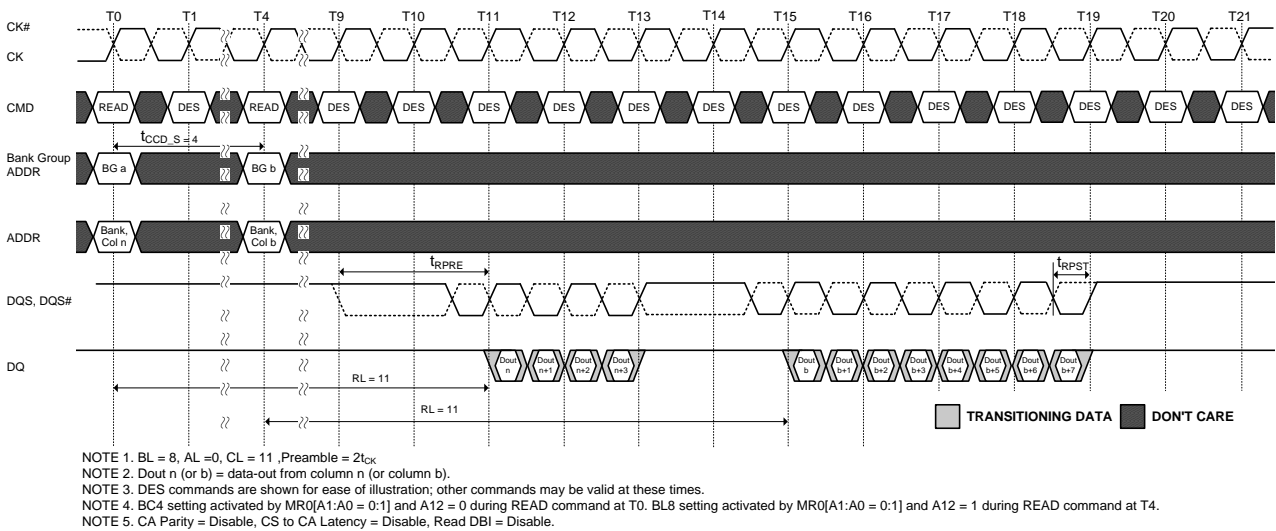 T0 T1 T4 T9 T10 T11 T12 T13 T14 T15 T16 T17 T18 T19 T20 T21
CK#
CK
CMD READ DES READ DES DES DES DES DES DES DES DES DES DES DES DES DES
tCCD_S = 4
Bank Group
ADDR
BG a BG b
ADDR
Bank, Col n
Bank, Col b
tRPRE tRPST
DQS, DQS#
DQ
Dout n
Dout n+1
Dout n+2
Dout n+3
Dout b
Dout b+1
Dout b+2
Dout b+3
Dout b+4
Dout b+5
Dout b+6
Dout b+7
RL = 11
RL = 11
TRANSITIONING DATA DON'T CARE
NOTE 1. BL = 8, AL =0, CL = 11 ,Preamble = 2tCK
NOTE 2. Dout n (or b) = data-out from column n (or column b).
NOTE 3. DES commands are shown for ease of illustration; other commands may be valid at these times.
NOTE 4. BC4 setting activated by MR0[A1:A0 = 0:1] and A12 = 0 during READ command at T0. BL8 setting activated by MR0[A1:A0 = 0:1] and A12 = 1 during READ command at T4.
NOTE 5. CA Parity = Disable, CS to CA Latency = Disable, Read DBI = Disable.